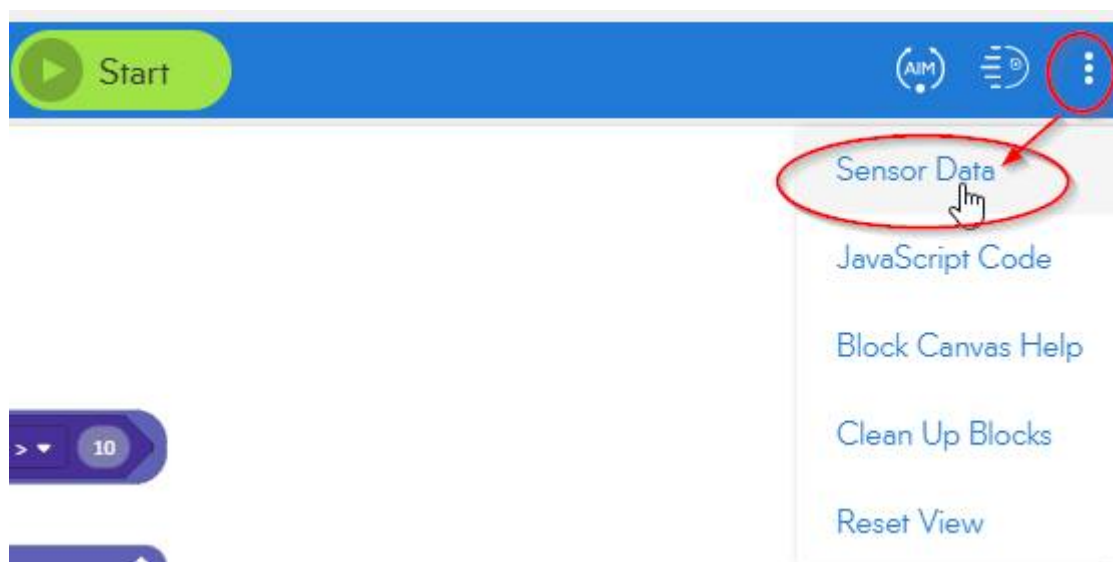 Start
AIM
Sensor Data
JavaScript Code
Block Canvas Help
> 10
Clean Up Blocks
Reset View